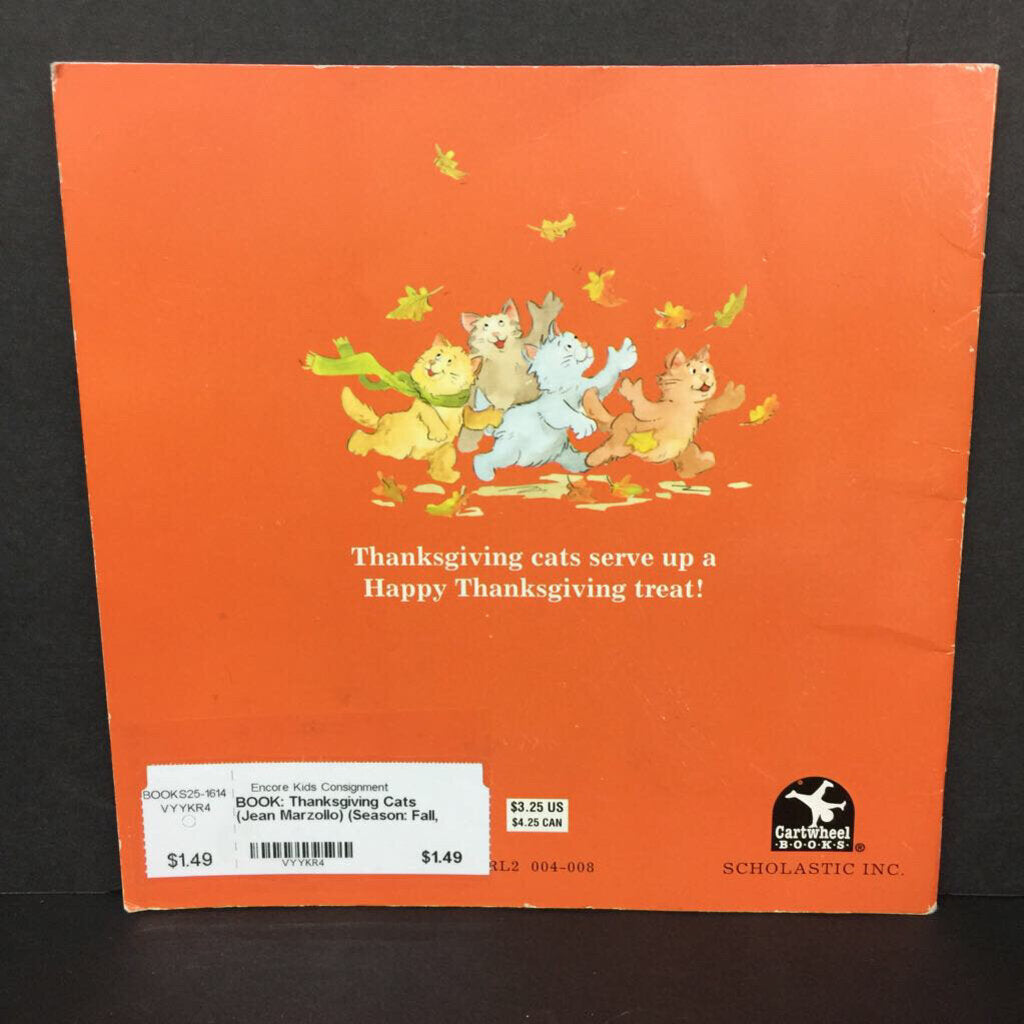 Thanksgiving cats serve up a
Happy Thanksgiving treat!
BOOKS25-1614
VYYKR4
$1.49
Encore Kids Consignment
BOOK: Thanksgiving Cats
(Jean Marzollo) (Season: Fall,
VYYKR4
$1.49
$3.25 US
$4.25 CAN
RL2 004-008
Cartwheel
·B·O·O·K·S· ®
SCHOLASTIC INC.